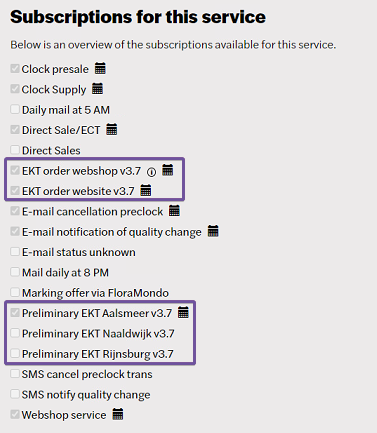 Subscriptions for this service
Below is an overview of the subscriptions available for this service.
Clock presale
Clock Supply
Daily mail at 5 AM
Direct Sale/ECT
Direct Sales
EKT order webshop v3.7
EKT order website v3.7
E-mail cancellation preclock
E-mail notification of quality change
E-mail status unknown
Mail daily at 8 PM
Marking offer via FloraMondo
Preliminary EKT Aalsmeer v3.7
Preliminary EKT Naaldwijk v3.7
Preliminary EKT Rijnsburg v3.7
SMS cancel preclock trans
SMS notify quality change
Webshop service